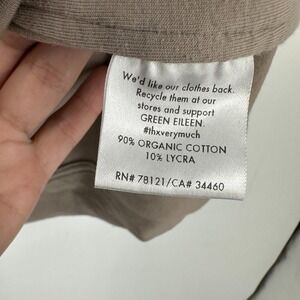 We'd like our clothes back.
Recycle them at our
stores and support
GREEN EILEEN.
#thxverymuch
90% ORGANIC COTTON
10% LYCRA
RN# 78121/CA# 34460